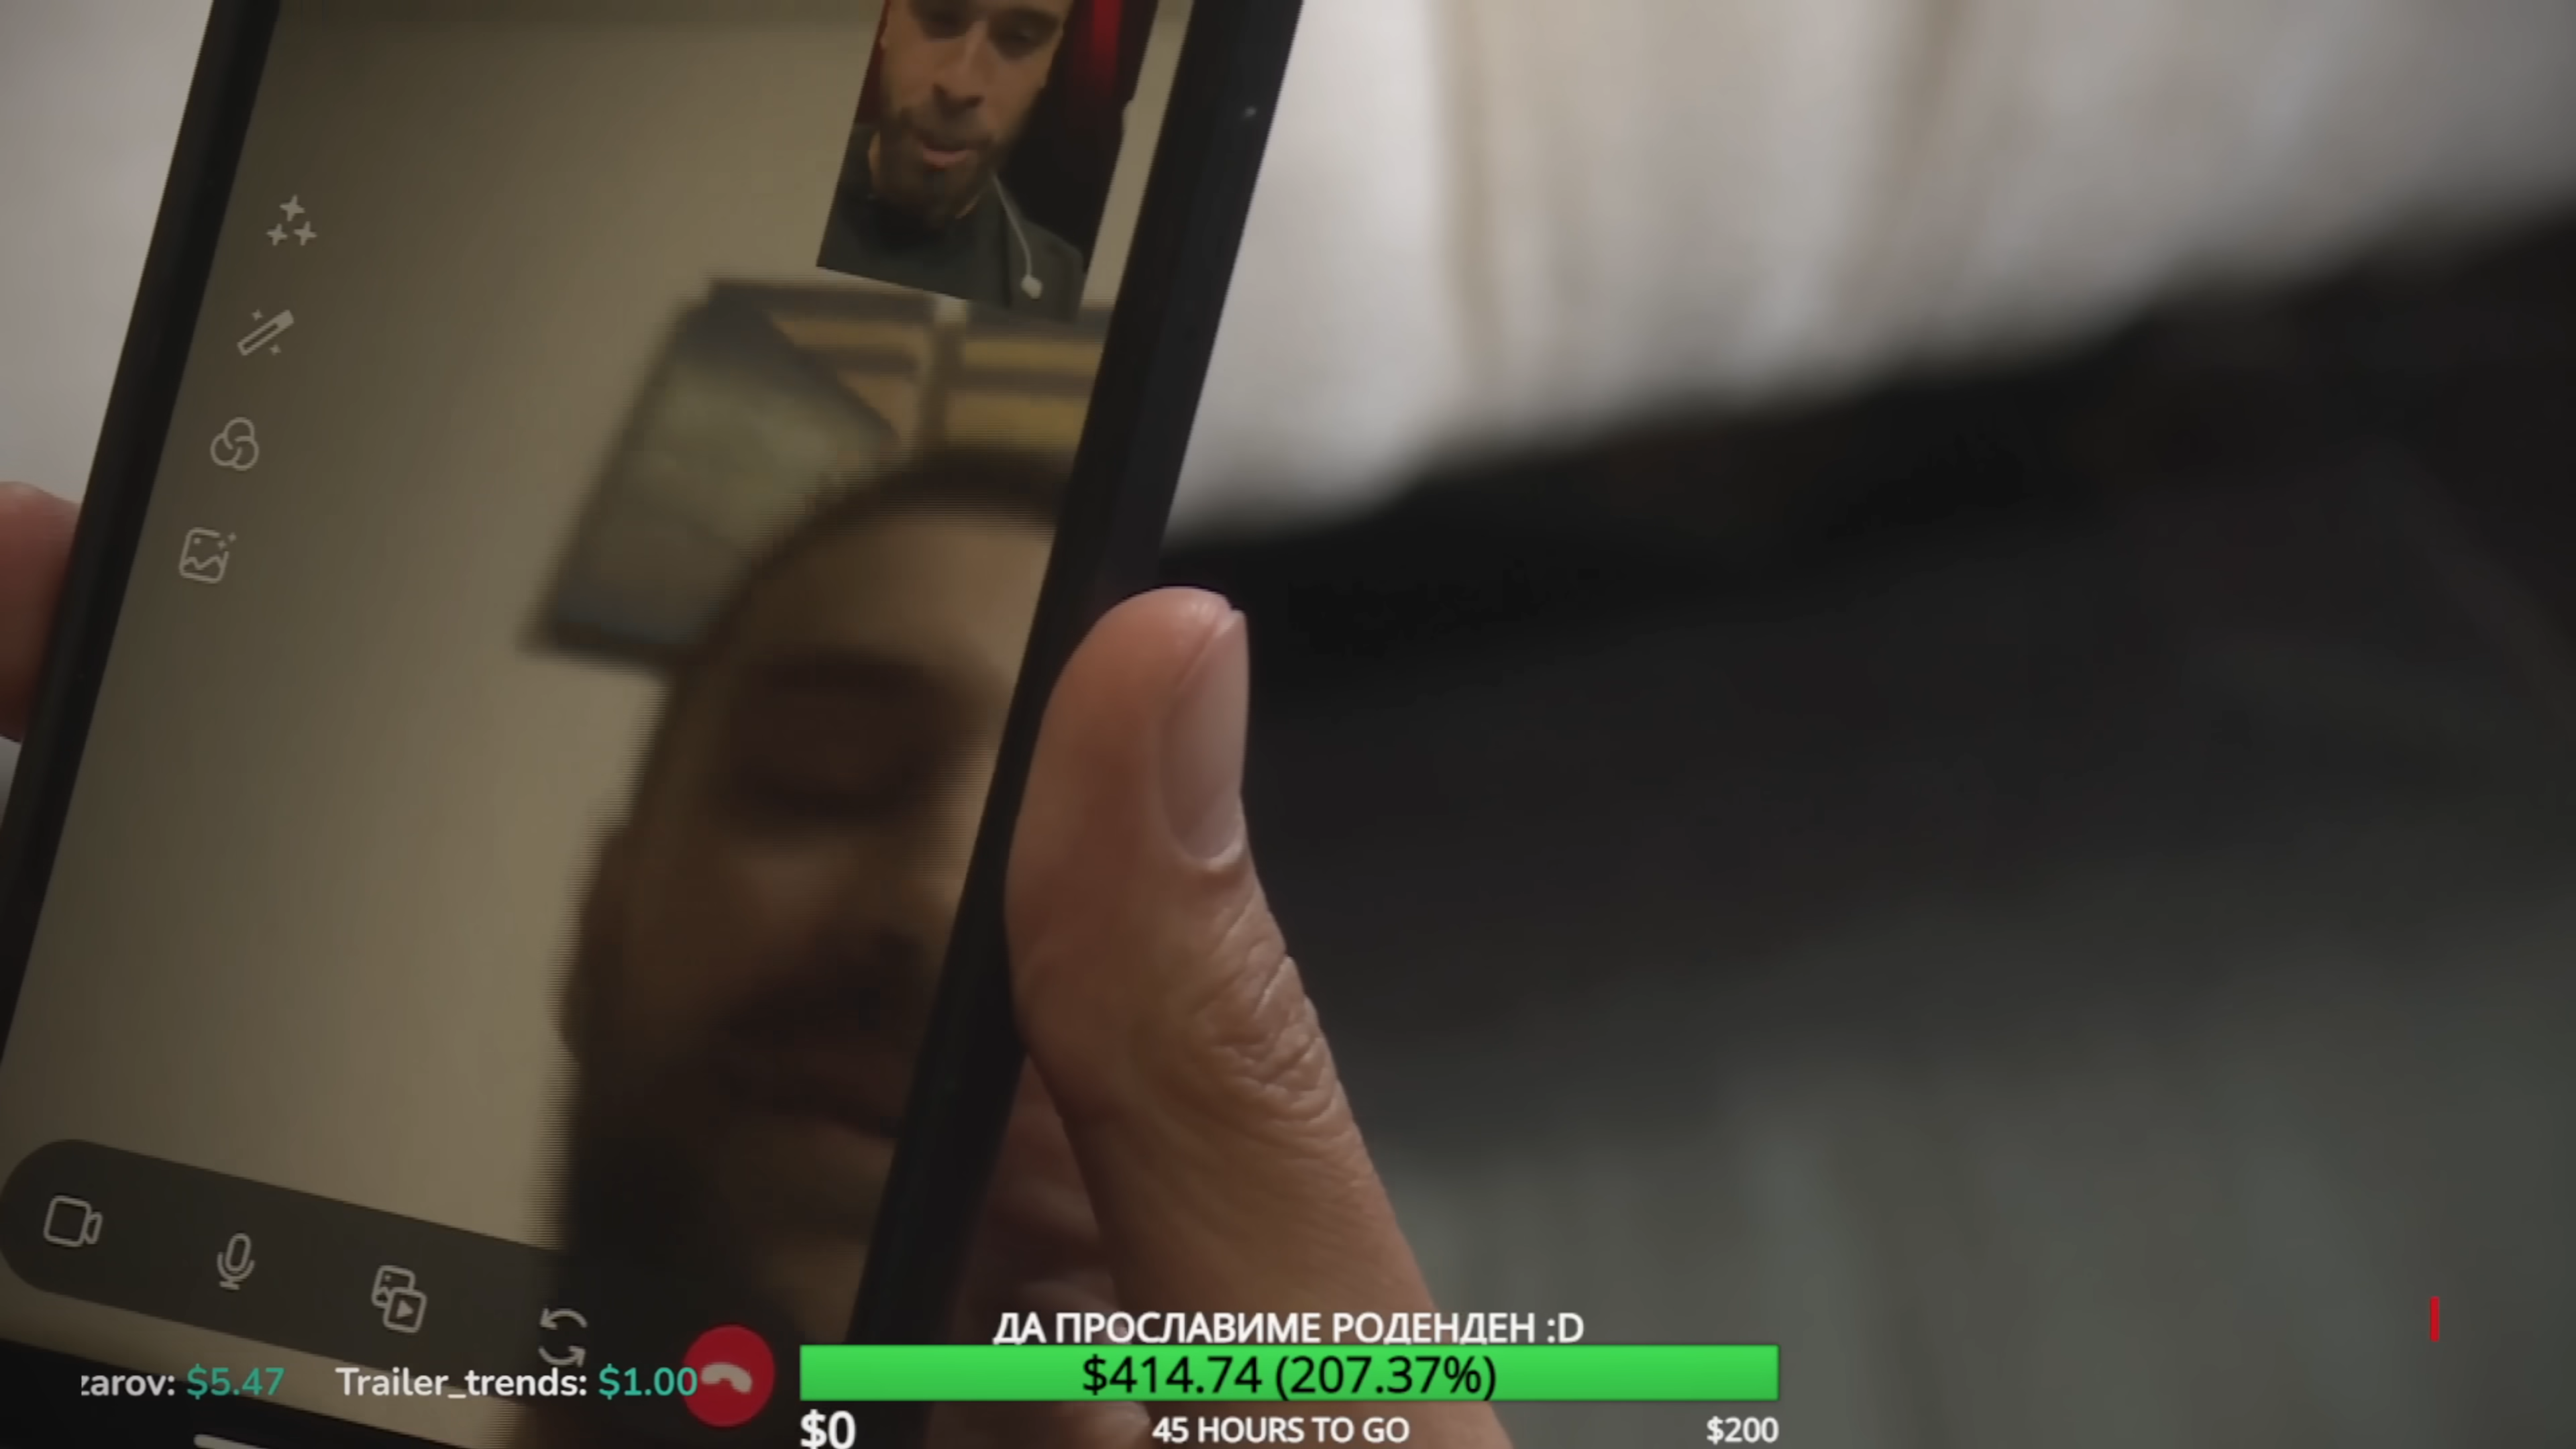 ДА ПРОСЛАВИМЕ РОДЕНДЕН :D
zarov: $5.47 Trailer_trends: $1.00
$414.74 (207.37%)
$0 45 HOURS TO GO $200